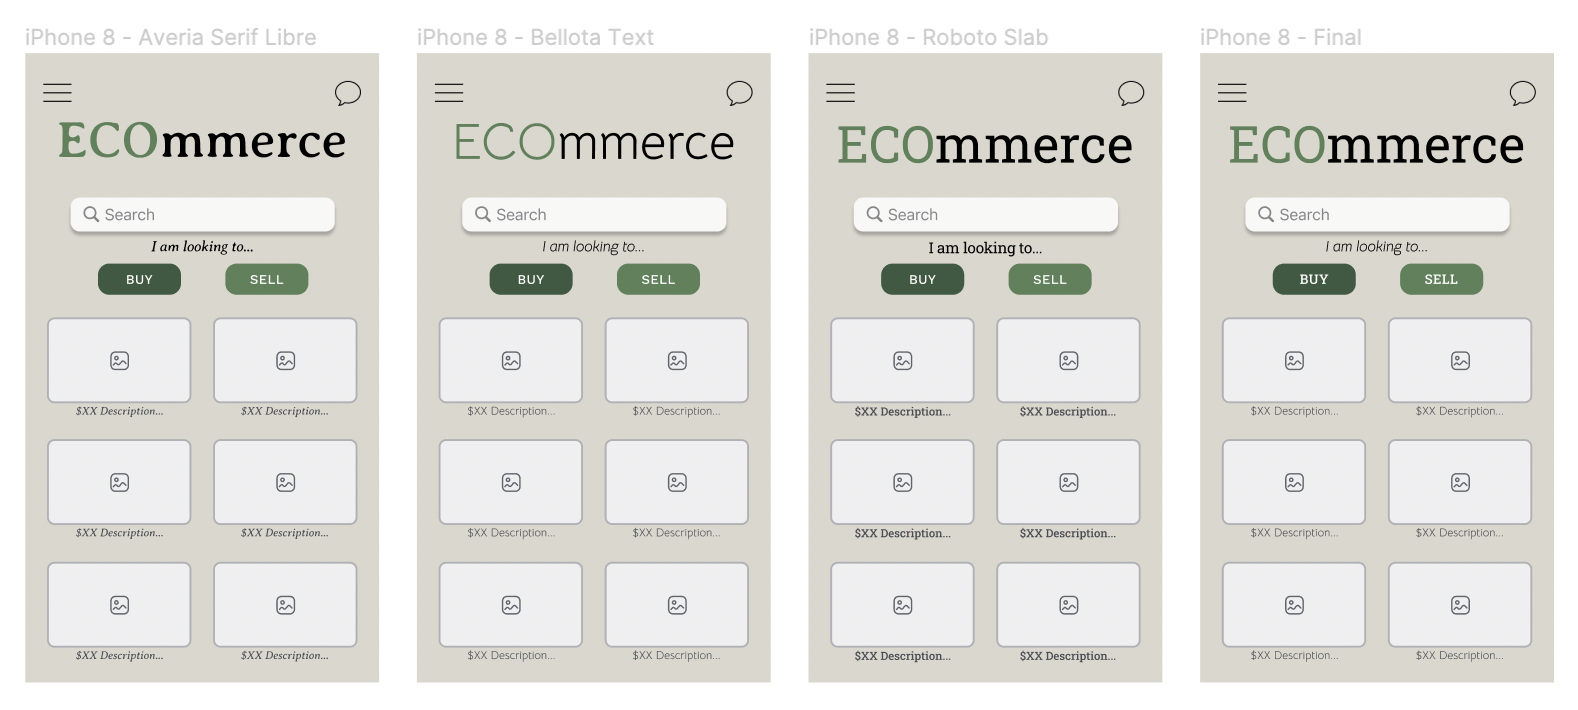 iPhone 8 - Averia Serif Libre
ECOmmerce
Search
I am looking to...
BUY SELL
$XX Description... $XX Description...
$XX Description... $XX Description...
$XX Description... $XX Description...
iPhone 8 - Bellota Text
ECOmmerce
Search
I am looking to...
BUY SELL
$XX Description... $XX Description...
$XX Description... $XX Description...
$XX Description... $XX Description...
iPhone 8 - Roboto Slab
ECOmmerce
Search
I am looking to...
BUY SELL
$XX Description... $XX Description...
$XX Description... $XX Description...
$XX Description... $XX Description...
iPhone 8 - Final
ECOmmerce
Search
I am looking to...
BUY SELL
$XX Description... $XX Description...
$XX Description... $XX Description...
$XX Description... $XX Description...